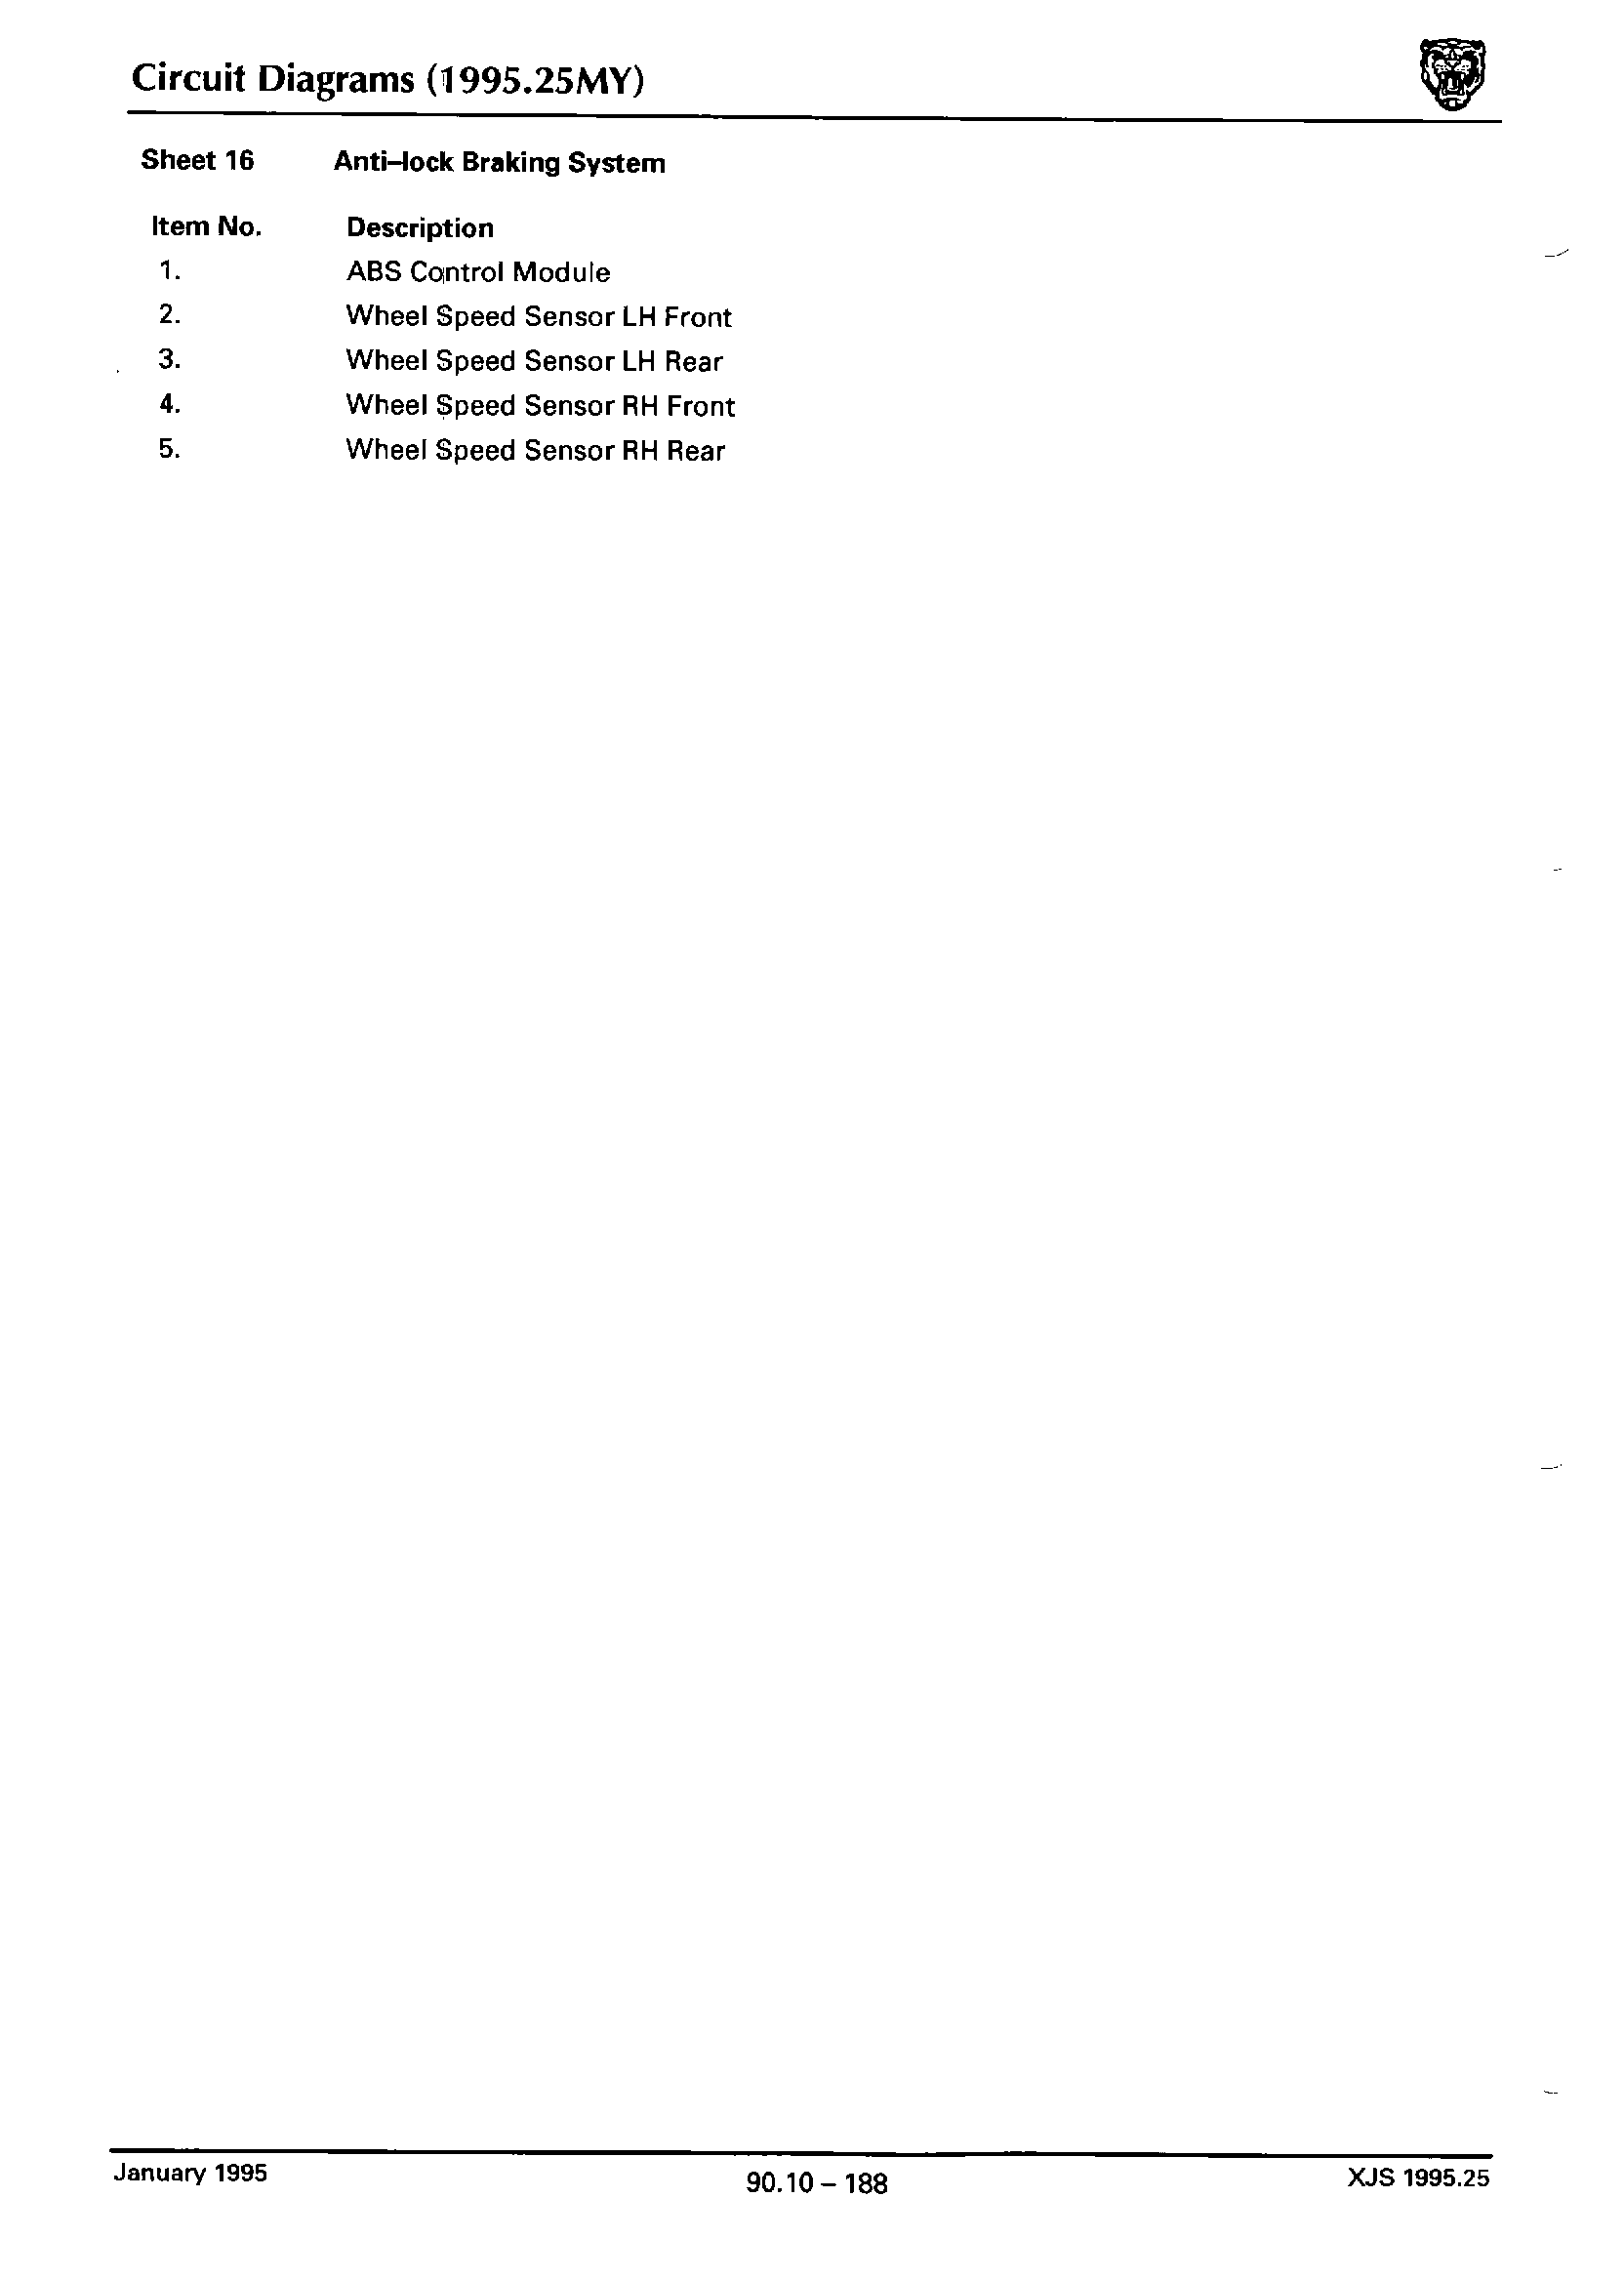 Circuit Diagrams (1995.25MY)
Sheet 16 Anti–lock Braking System
Item No. Description
1. ABS Control Module
2. Wheel Speed Sensor LH Front
3. Wheel Speed Sensor LH Rear
4. Wheel Speed Sensor RH Front
5. Wheel Speed Sensor RH Rear
January 1995 90.10 – 188 XJS 1995.25